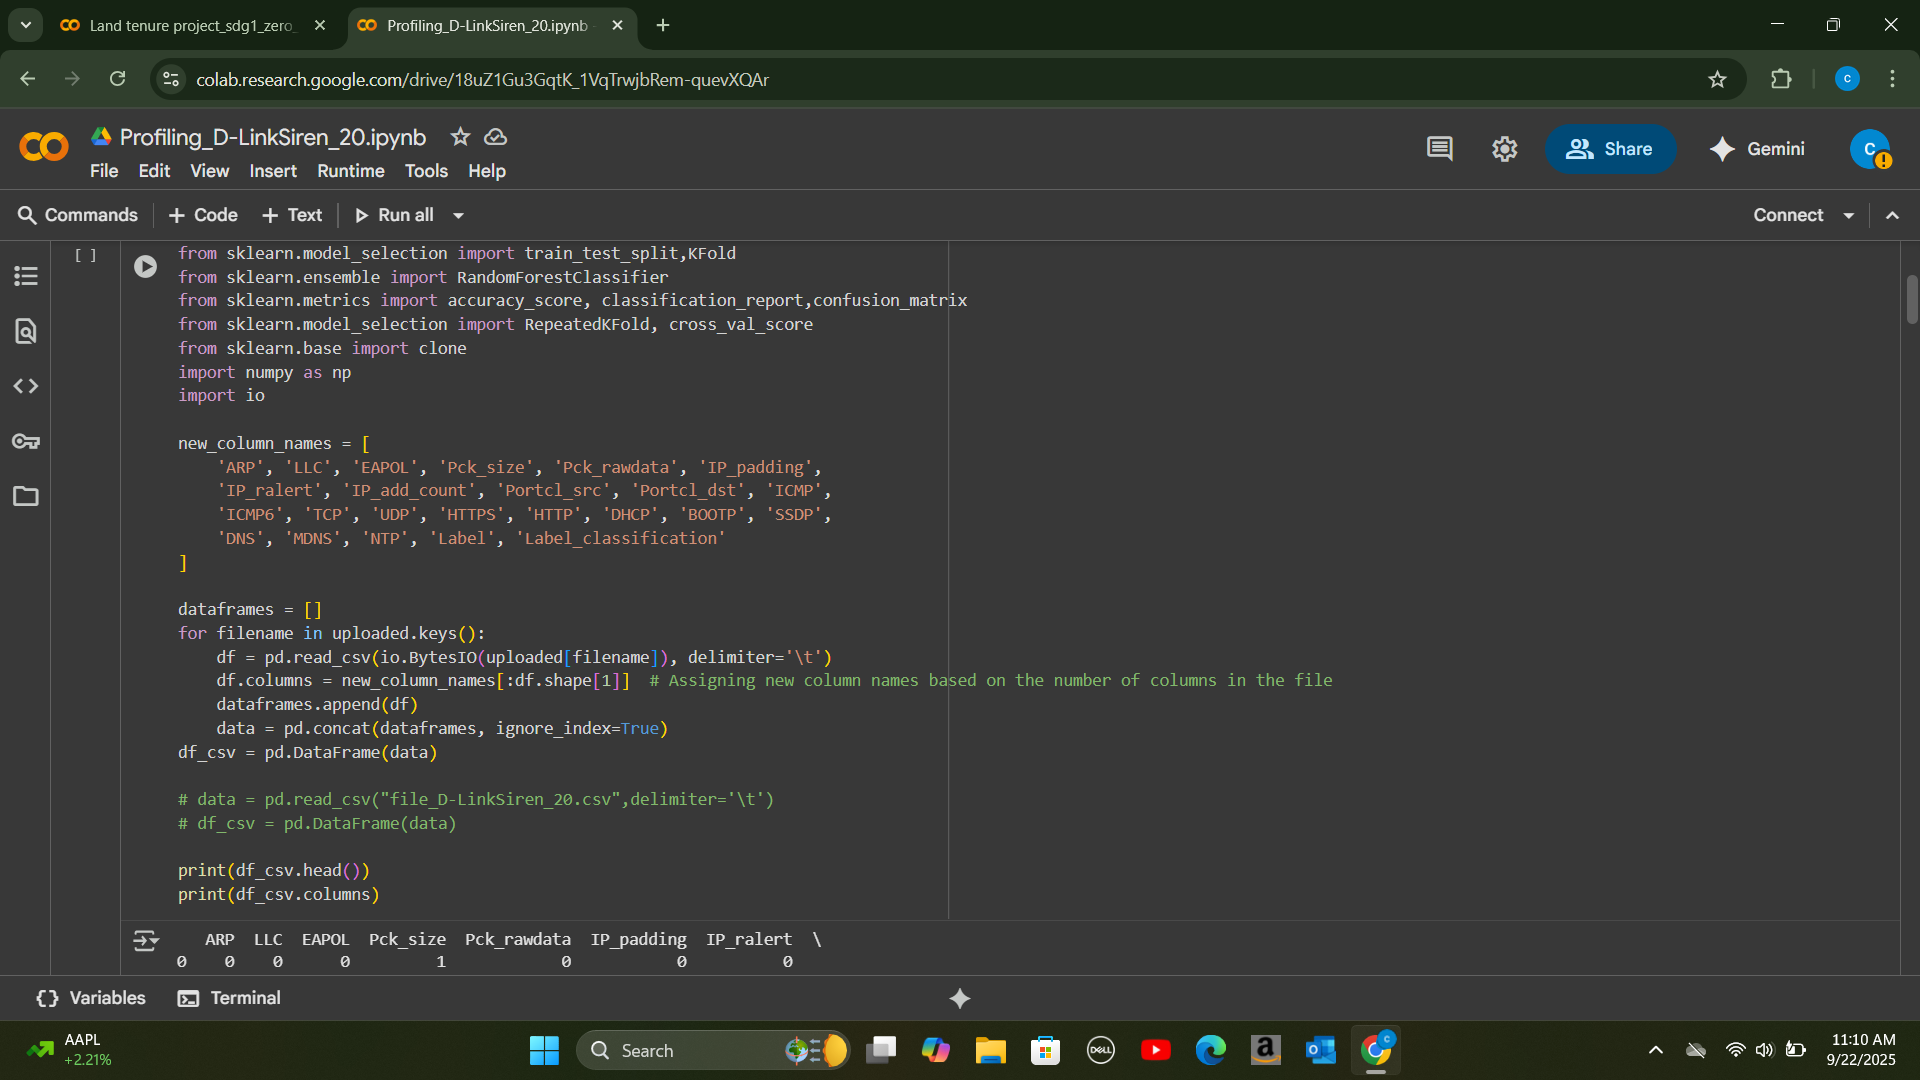 Land tenure project_sdg1_zero_
Profiling_D-LinkSiren_20.ipynb -
colab.research.google.com/drive/18uZ1Gu3GqtK_1VqTrwjbRem-quevXQAr
C
Profiling_D-LinkSiren_20.ipynb
File Edit View Insert Runtime Tools Help
Share
Gemini
C
Commands + Code + Text Run all
Connect
[ ]
from sklearn.model_selection import train_test_split,KFold
from sklearn.ensemble import RandomForestClassifier
from sklearn.metrics import accuracy_score, classification_report,confusion_matrix
from sklearn.model_selection import RepeatedKFold, cross_val_score
from sklearn.base import clone
import numpy as np
import io
new_column_names = [
'ARP', 'LLC', 'EAPOL', 'Pck_size', 'Pck_rawdata', 'IP_padding',
'IP_ralert', 'IP_add_count', 'Portcl_src', 'Portcl_dst', 'ICMP',
'ICMP6', 'TCP', 'UDP', 'HTTPS', 'HTTP', 'DHCP', 'BOOTP', 'SSDP',
'DNS', 'MDNS', 'NTP', 'Label', 'Label_classification'
]
dataframes = []
for filename in uploaded.keys():
df = pd.read_csv(io.BytesIO(uploaded[filename]), delimiter='\t')
df.columns = new_column_names[:df.shape[1]]  # Assigning new column names based on the number of columns in the file
dataframes.append(df)
data = pd.concat(dataframes, ignore_index=True)
df_csv = pd.DataFrame(data)
# data = pd.read_csv("file_D-LinkSiren_20.csv",delimiter='\t')
# df_csv = pd.DataFrame(data)
print(df_csv.head())
print(df_csv.columns)
ARP LLC EAPOL Pck_size Pck_rawdata IP_padding IP_ralert \
0 0 0 0 1 0 0 0
Variables Terminal
AAPL
+2.21%
Search
DELL
a
C
11:10 AM
9/22/2025